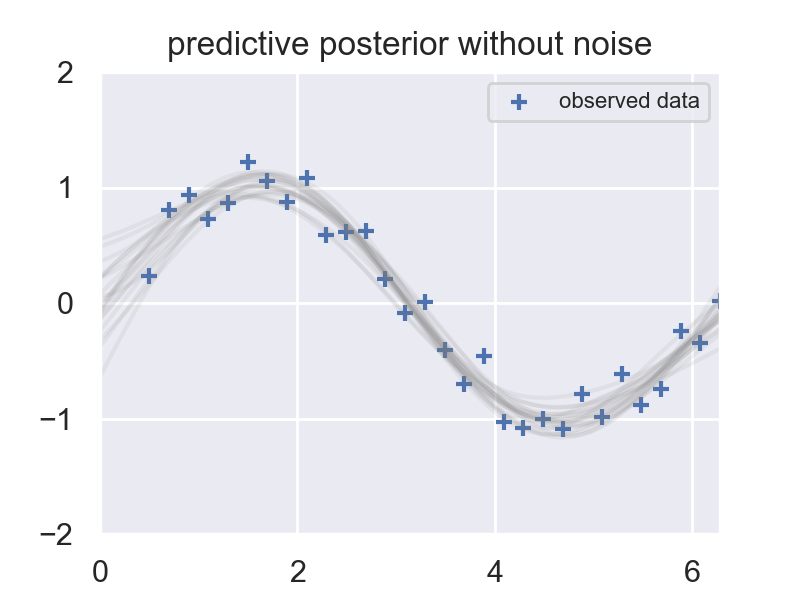 predictive posterior without noise
2
observed data
1
0
−1
−2
0 2 4 6